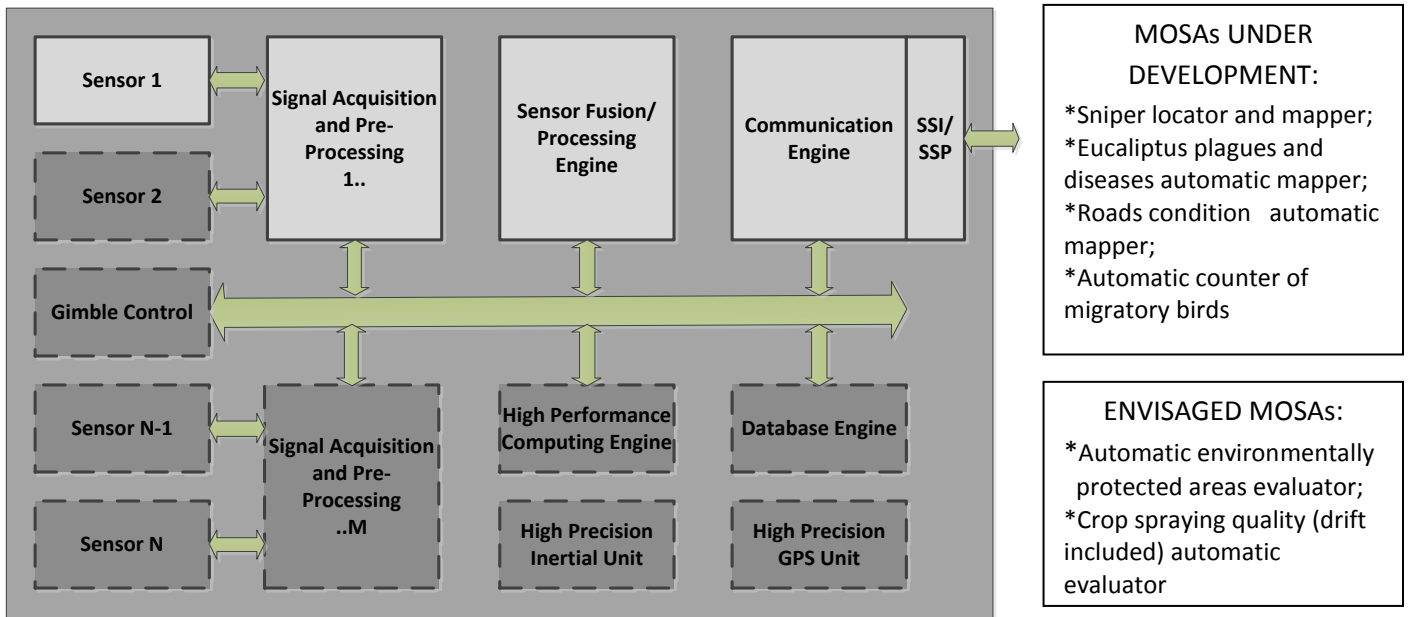 Sensor 1
Sensor 2
Gimble Control
Sensor N-1
Sensor N
Signal Acquisition
and Pre-
Processing
1..
Signal Acquisition
and Pre-
Processing
..M
Sensor Fusion/
Processing
Engine
High Performance
Computing Engine
High Precision
Inertial Unit
Communication
Engine
SSI/
SSP
Database Engine
High Precision
GPS Unit
MOSAs UNDER
DEVELOPMENT:
*Sniper locator and mapper;
*Eucaliptus plagues and
diseases automatic mapper;
*Roads condition automatic
mapper;
*Automatic counter of
migratory birds
ENVISAGED MOSAs:
*Automatic environmentally
protected areas evaluator;
*Crop spraying quality (drift
included) automatic
evaluator